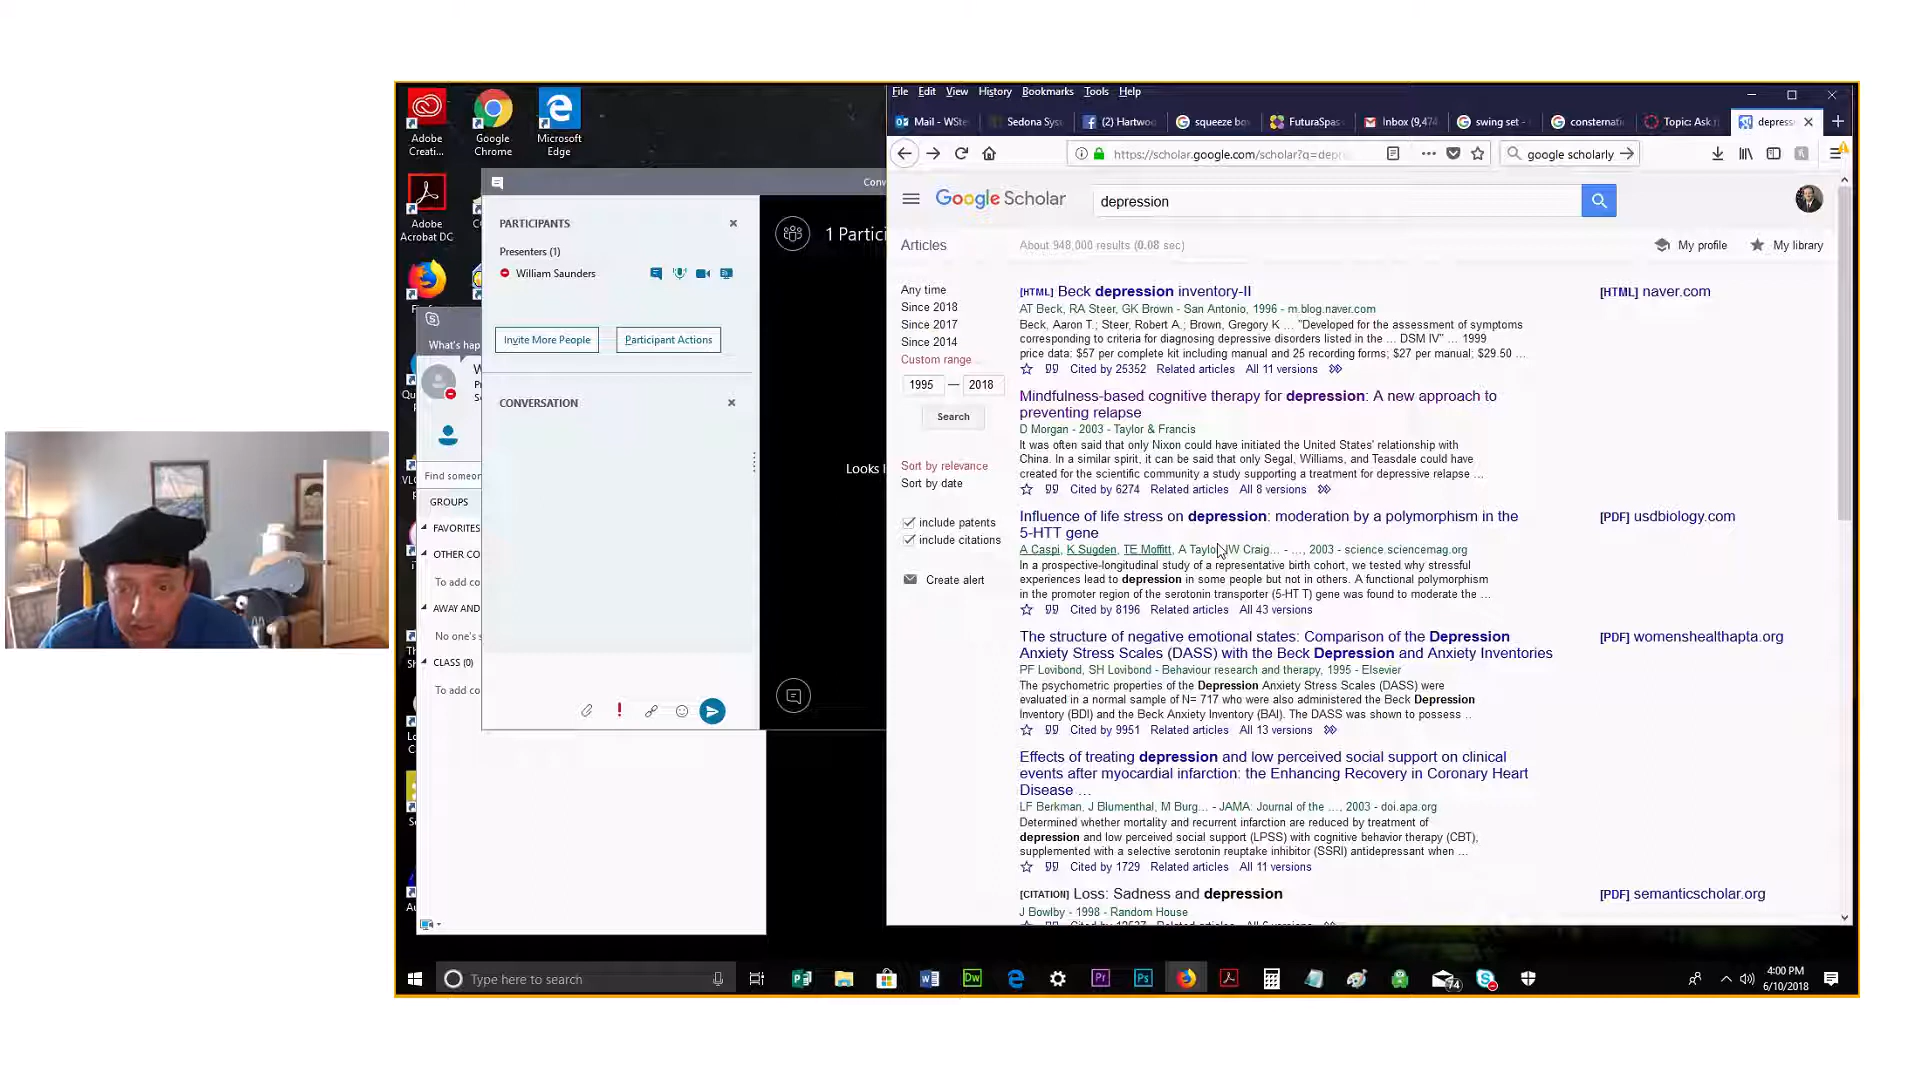 File Edit View History Bookmarks Tools Help
Mail - WSte
Sedona Sys
(2) Hartwo
squeeze bo
FuturaSpas
Inbox (9,474
swing set -
consternati
Topic: Ask
depress
https://scholar.google.com/scholar?q=depr
google scholarly
Google Scholar
depression
Articles
About 948,000 results (0.08 sec)
My profile
My library
Any time
Since 2018
Since 2017
Since 2014
Custom range...
1995 — 2018
Search
Sort by relevance
Sort by date
include patents
include citations
Create alert
[HTML] Beck depression inventory-II
[HTML] naver.com
AT Beck, RA Steer, GK Brown - San Antonio, 1996 - m.blog.naver.com
Beck, Aaron T.; Steer, Robert A.; Brown, Gregory K ... "Developed for the assessment of symptoms
corresponding to criteria for diagnosing depressive disorders listed in the ... DSM IV" ... 1999
price data: $57 per complete kit including manual and 25 recording forms; $27 per manual; $29.50 ...
Cited by 25352 Related articles All 11 versions
Mindfulness-based cognitive therapy for depression: A new approach to
preventing relapse
D Morgan - 2003 - Taylor & Francis
It was often said that only Nixon could have initiated the United States' relationship with
China. In a similar spirit, it can be said that only Segal, Williams, and Teasdale could have
created for the scientific community a study supporting a treatment for depressive relapse ...
Cited by 6274 Related articles All 8 versions
Influence of life stress on depression: moderation by a polymorphism in the
5-HTT gene
[PDF] usdbiology.com
A Caspi, K Sugden, TE Moffitt, A Taylor, IW Craig... - ..., 2003 - science.sciencemag.org
In a prospective-longitudinal study of a representative birth cohort, we tested why stressful
experiences lead to depression in some people but not in others. A functional polymorphism
in the promoter region of the serotonin transporter (5-HT T) gene was found to moderate the ...
Cited by 8196 Related articles All 43 versions
The structure of negative emotional states: Comparison of the Depression
Anxiety Stress Scales (DASS) with the Beck Depression and Anxiety Inventories
[PDF] womenshealthapta.org
PF Lovibond, SH Lovibond - Behaviour research and therapy, 1995 - Elsevier
The psychometric properties of the Depression Anxiety Stress Scales (DASS) were
evaluated in a normal sample of N= 717 who were also administered the Beck Depression
Inventory (BDI) and the Beck Anxiety Inventory (BAI). The DASS was shown to possess ..
Cited by 9951 Related articles All 13 versions
Effects of treating depression and low perceived social support on clinical
events after myocardial infarction: the Enhancing Recovery in Coronary Heart
Disease ...
LF Berkman, J Blumenthal, M Burg... - JAMA: Journal of the ..., 2003 - doi.apa.org
Determined whether mortality and recurrent infarction are reduced by treatment of
depression and low perceived social support (LPSS) with cognitive behavior therapy (CBT),
supplemented with a selective serotonin reuptake inhibitor (SSRI) antidepressant when ...
Cited by 1729 Related articles All 11 versions
[CITATION] Loss: Sadness and depression
[PDF] semanticscholar.org
J Bowlby - 1998 - Random House
Adobe
Creati...
Google
Chrome
Microsoft
Edge
Adobe
Acrobat DC
Conv
PARTICIPANTS
Presenters (1)
William Saunders
Invite More People
Participant Actions
CONVERSATION
1 Partici
Looks l
What's hap
Find someon
GROUPS
FAVORITES
OTHER CO
To add co
AWAY AND
No one's s
CLASS (0)
To add co
Type here to search
Dw
Pr
Ps
74
4:00 PM
6/10/2018